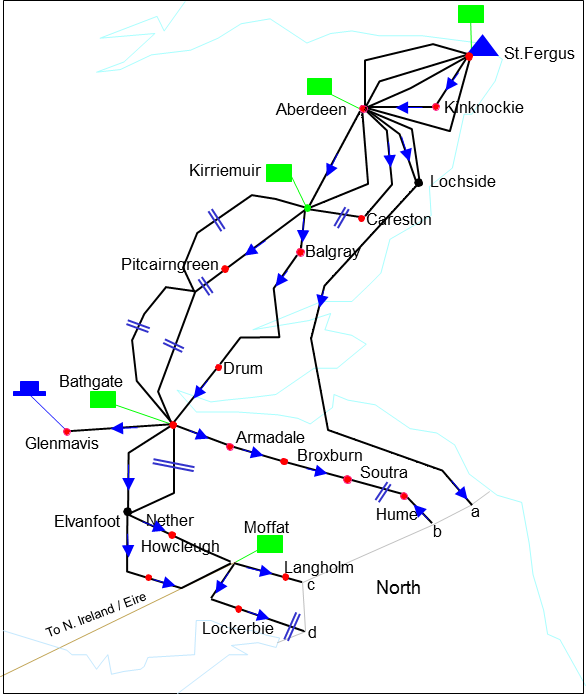 St.Fergus
Kinknockie
Aberdeen
Kirriemuir
Lochside
Careston
Balgray
Pitcairngreen
Drum
Bathgate
Glenmavis
Armadale
Broxburn
Soutra
Hume
a
b
Elvanfoot
Nether
Howcleugh
Moffat
Langholm
c
North
To N. Ireland / Eire
Lockerbie
d